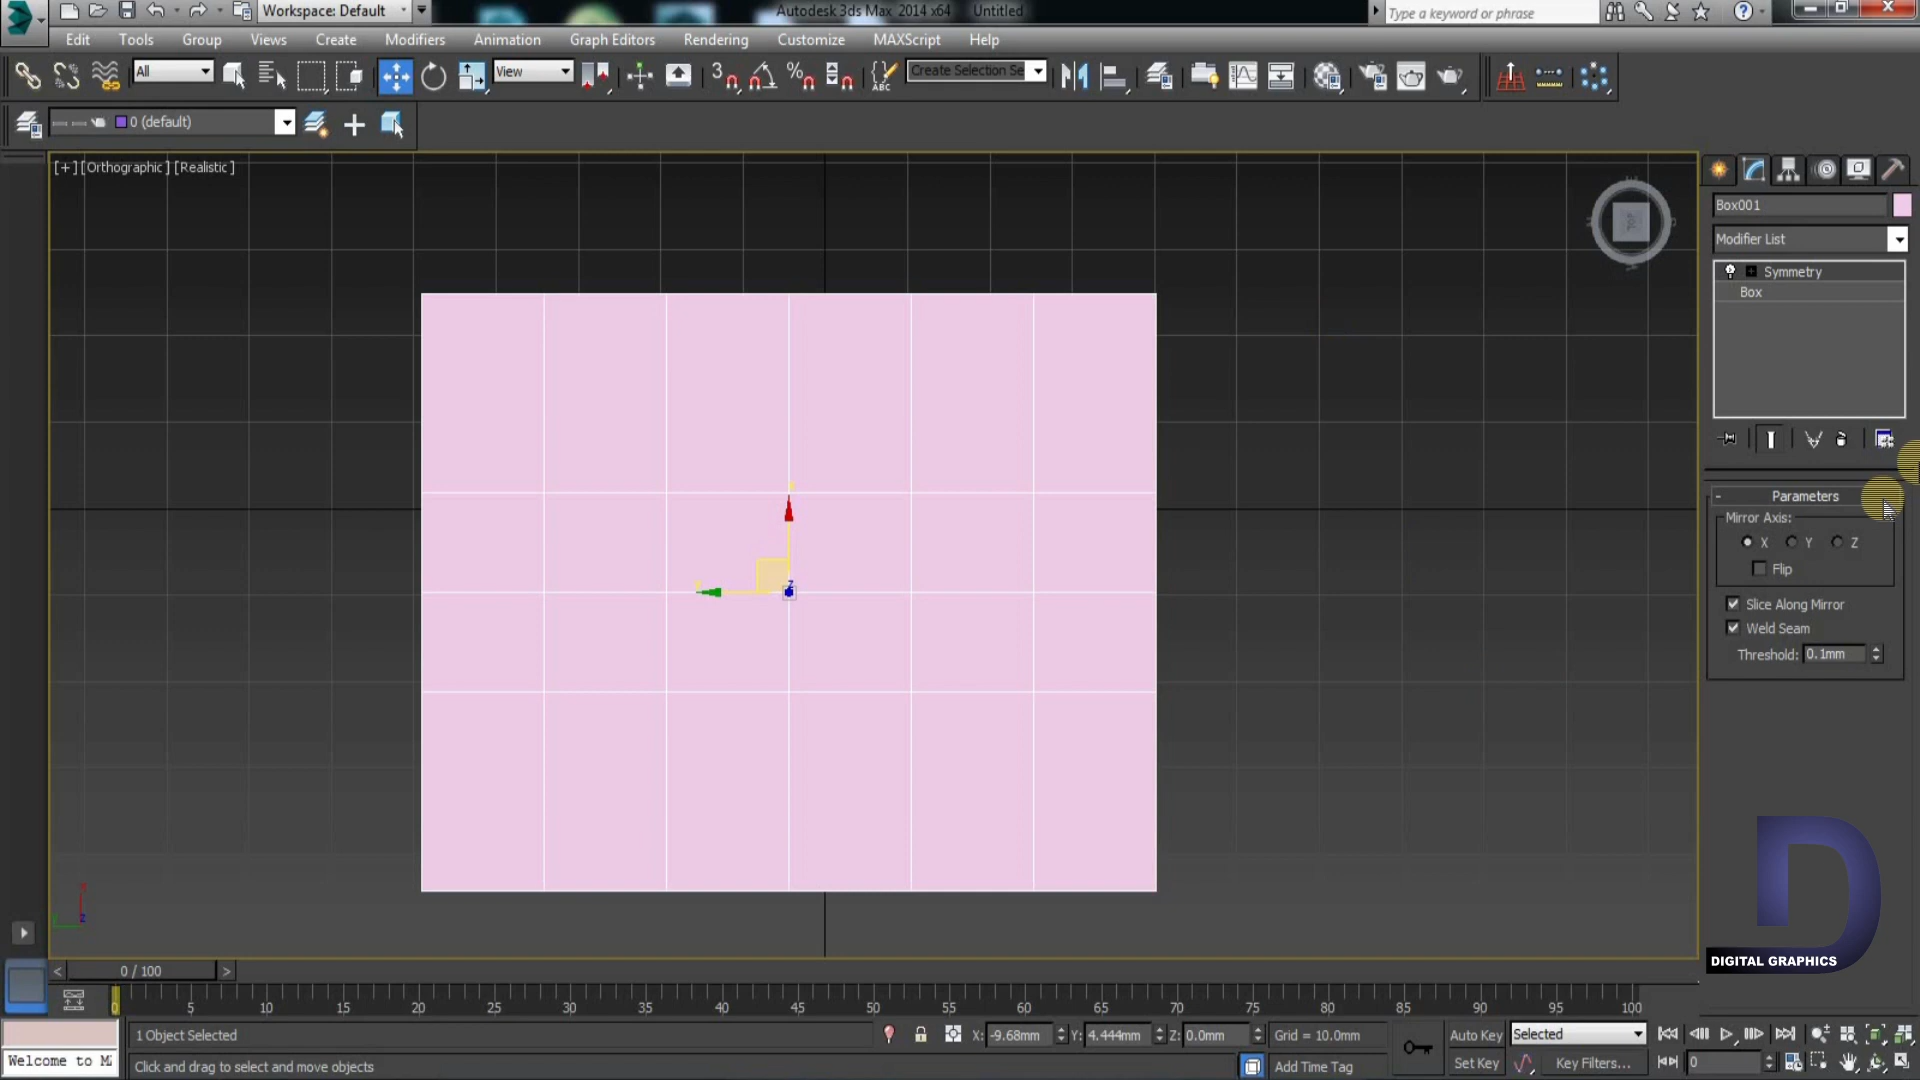 Workspace: Default
Autodesk 3ds Max 2014 x64 Untitled
Type a keyword or phrase
Edit Tools Group Views Create Modifiers Animation Graph Editors Rendering Customize MAXScript Help
All
View
3
ABC
Create Selection Se
0 (default)
[+] [Orthographic ] [Realistic ]
TOP
Box001
Modifier List
Symmetry
Box
- Parameters
Mirror Axis:
X Y Z
Flip
Slice Along Mirror
Weld Seam
Threshold: 0.1mm
z
z
DIGITAL GRAPHICS
< 0 / 100 >
0 5 10 15 20 25 30 35 40 45 50 55 60 65 70 75 80 85 90 95 100
1 Object Selected X: -9.68mm Y: 4.444mm Z: 0.0mm Grid = 10.0mm Auto Key Selected
Welcome to M
Click and drag to select and move objects
Add Time Tag Set Key Key Filters... 0